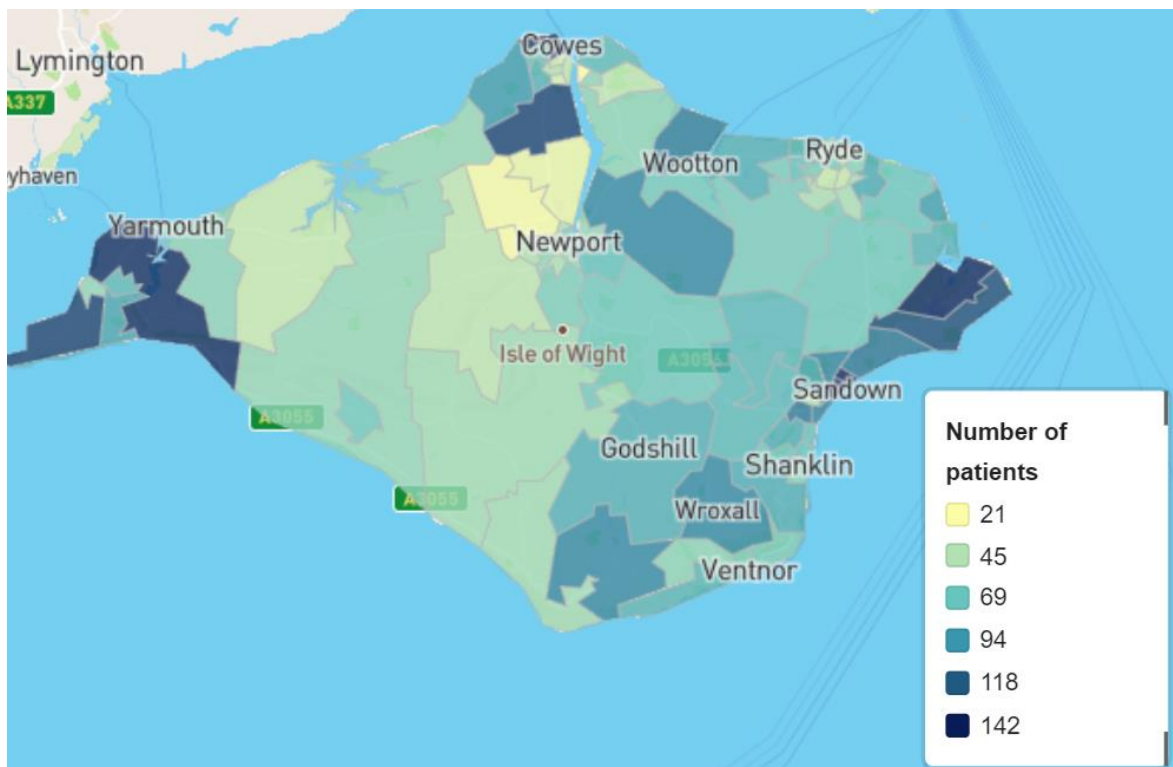 Cowes
Lymington
A337
yhaven
Wootton
Ryde
Yarmouth
Newport
Isle of Wight
A3056
Sandown
A3055
Godshill
Shanklin
A3055
Wroxall
Ventnor
Number of
patients
21
45
69
94
118
142